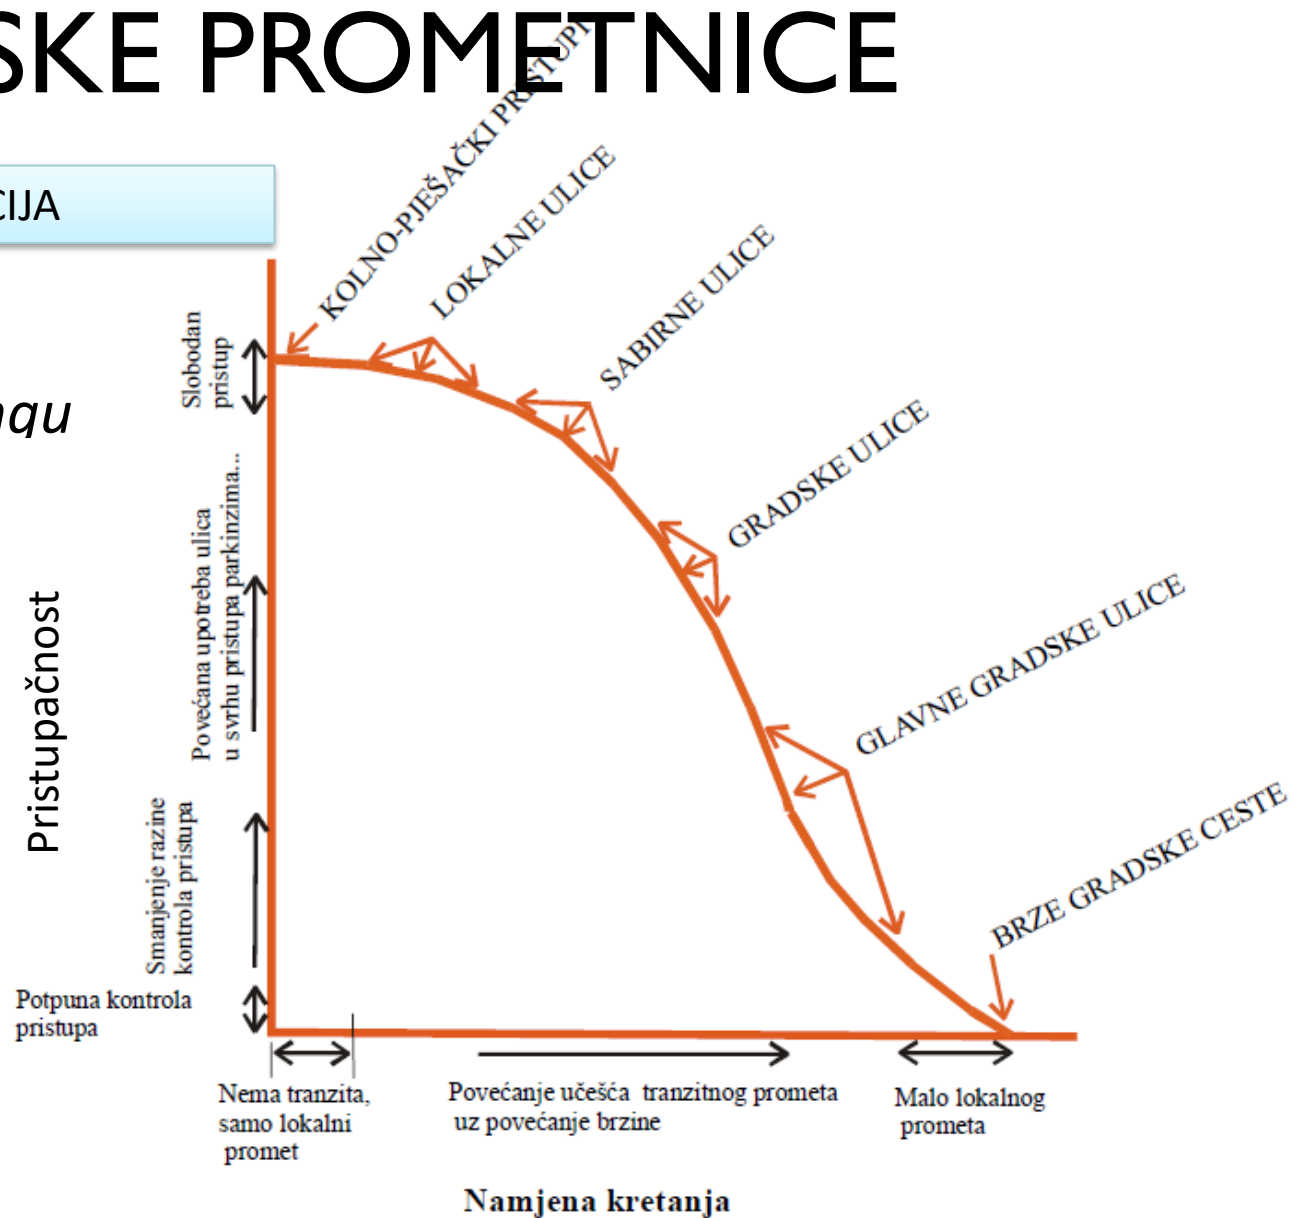 SKE PROMETNICE
CIJA
KOLNO-PJEŠAČKI PRISTUPI
LOKALNE ULICE
SABIRNE ULICE
GRADSKE ULICE
GLAVNE GRADSKE ULICE
BRZE GRADSKE CESTE
Slobodan
pristup
Povećana upotreba ulica
u svrhu pristupa parkinzima...
Pristupačnost
Smanjenje razine
kontrola pristupa
Potpuna kontrola
pristupa
Nema tranzita,
samo lokalni
promet
Povećanje učešća tranzitnog prometa
uz povećanje brzine
Malo lokalnog
prometa
Namjena kretanja